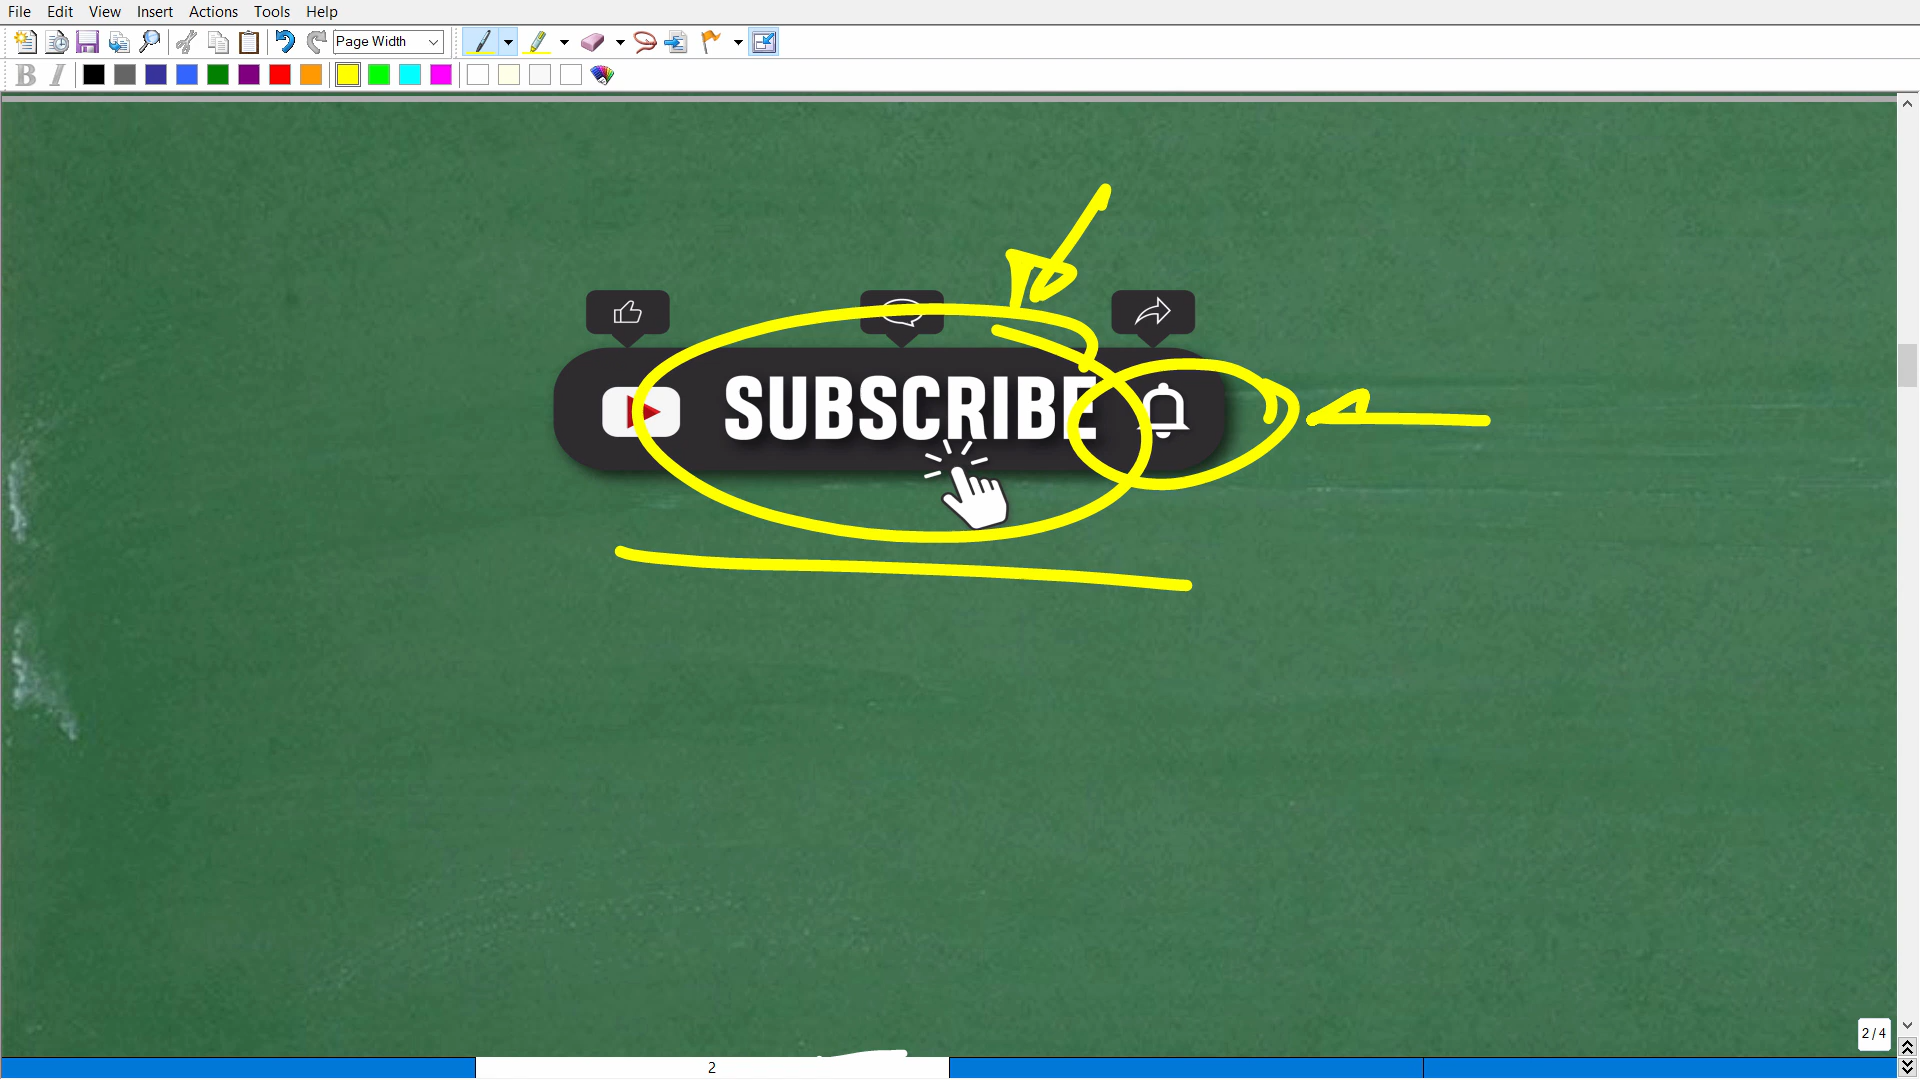 File Edit View Insert Actions Tools Help
Page Width
B I
SUBSCRIBE
2 / 4
2